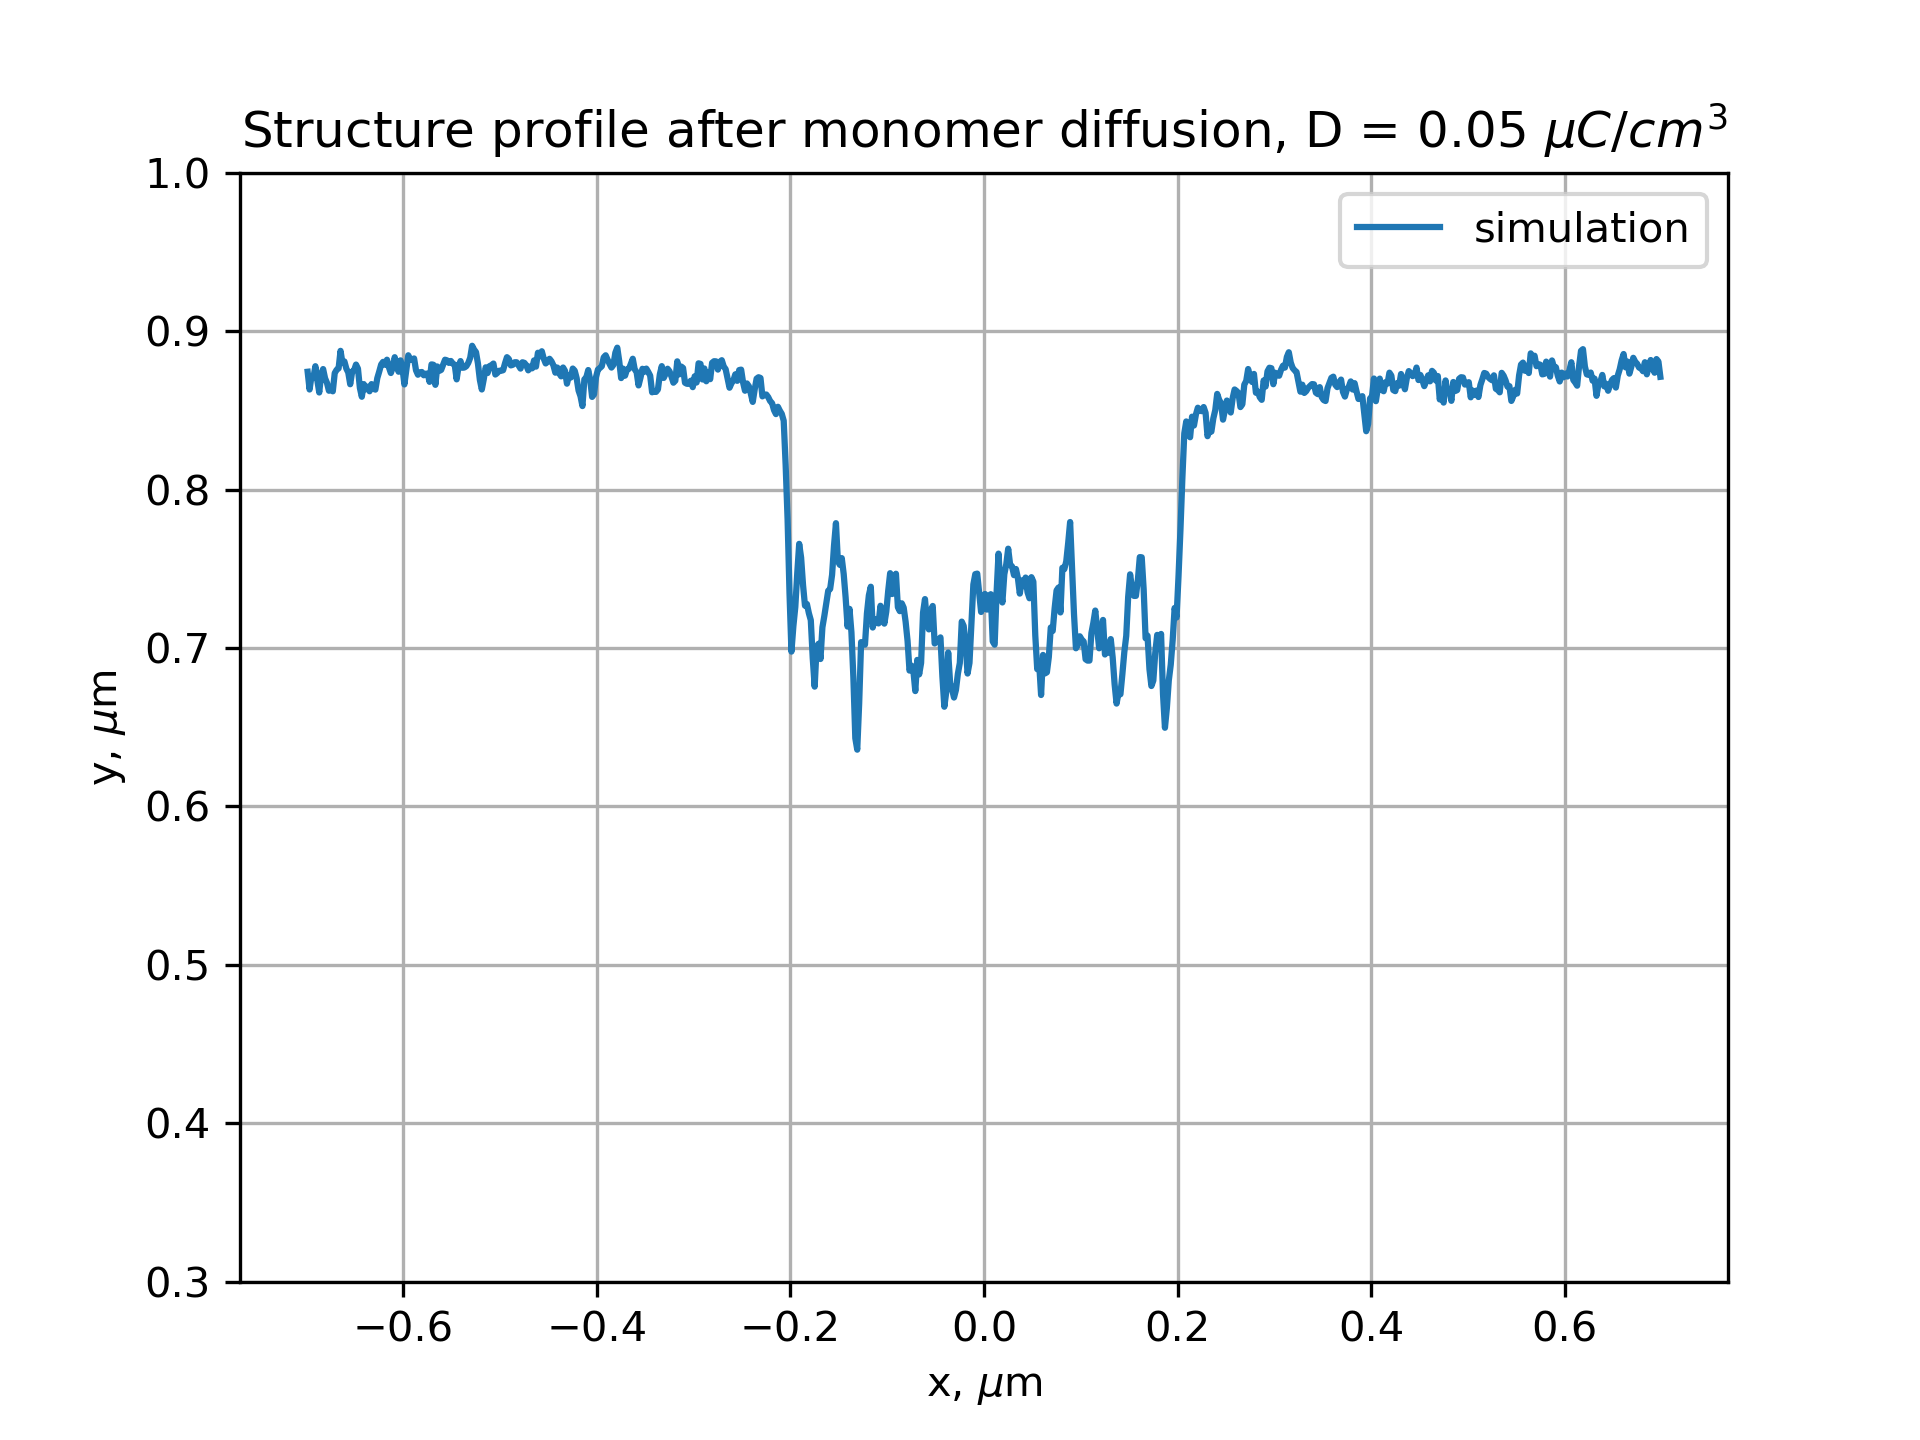 Structure profile after monomer diffusion, D = 0.05 μC/cm³
1.0
0.9
0.8
0.7
0.6
0.5
0.4
0.3
y, μm
simulation
−0.6 −0.4 −0.2 0.0 0.2 0.4 0.6
x, μm